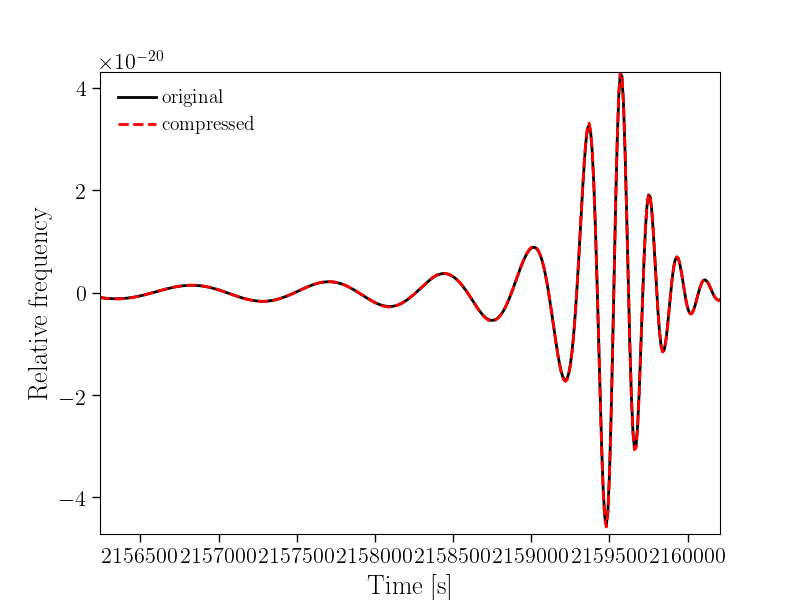 ×10⁻²⁰
original
compressed
4
2
0
−2
−4
Relative frequency
2156500 2157000 2157500 2158000 2158500 2159000 2159500 2160000
Time [s]